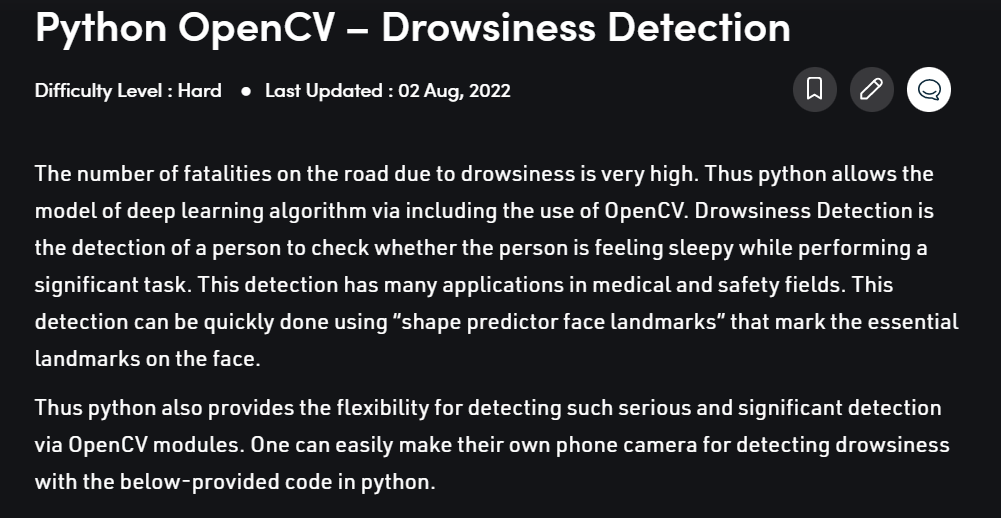 Python OpenCV – Drowsiness Detection
Difficulty Level : Hard ● Last Updated : 02 Aug, 2022
The number of fatalities on the road due to drowsiness is very high. Thus python allows the
model of deep learning algorithm via including the use of OpenCV. Drowsiness Detection is
the detection of a person to check whether the person is feeling sleepy while performing a
significant task. This detection has many applications in medical and safety fields. This
detection can be quickly done using “shape predictor face landmarks” that mark the essential
landmarks on the face.
Thus python also provides the flexibility for detecting such serious and significant detection
via OpenCV modules. One can easily make their own phone camera for detecting drowsiness
with the below-provided code in python.